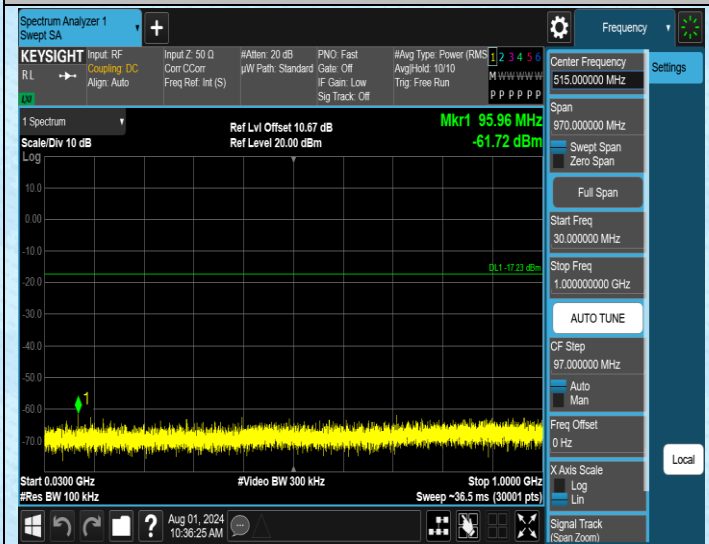 Spectrum Analyzer 1
Swept SA
+
Frequency
KEYSIGHT
RL
LXI
Input: RF
Coupling: DC
Align: Auto
Input Z: 50 Ω
Corr CCorr
Freq Ref: Int (S)
#Atten: 20 dB
µW Path: Standard
PNO: Fast
Gate: Off
IF Gain: Low
Sig Track: Off
#Avg Type: Power (RMS
Avg|Hold: 10/10
Trig: Free Run
1 2 3 4 5 6
M W W W W W
P P P P P P
1 Spectrum
Scale/Div 10 dB
Ref Lvl Offset 10.67 dB
Ref Level 20.00 dBm
Mkr1 95.96 MHz
-61.72 dBm
Log
10.0
0.00
-10.0
-20.0
-30.0
-40.0
-50.0
-60.0
-70.0
DL1 -17.23 dBm
1
Start 0.0300 GHz
#Res BW 100 kHz
#Video BW 300 kHz
Stop 1.0000 GHz
Sweep ~36.5 ms (30001 pts)
Center Frequency
515.000000 MHz
Settings
Span
970.000000 MHz
Swept Span
Zero Span
Full Span
Start Freq
30.000000 MHz
Stop Freq
1.000000000 GHz
AUTO TUNE
CF Step
97.000000 MHz
Auto
Man
Freq Offset
0 Hz
X Axis Scale
Log
Lin
Local
Signal Track
(Span Zoom)
?
Aug 01, 2024
10:36:25 AM